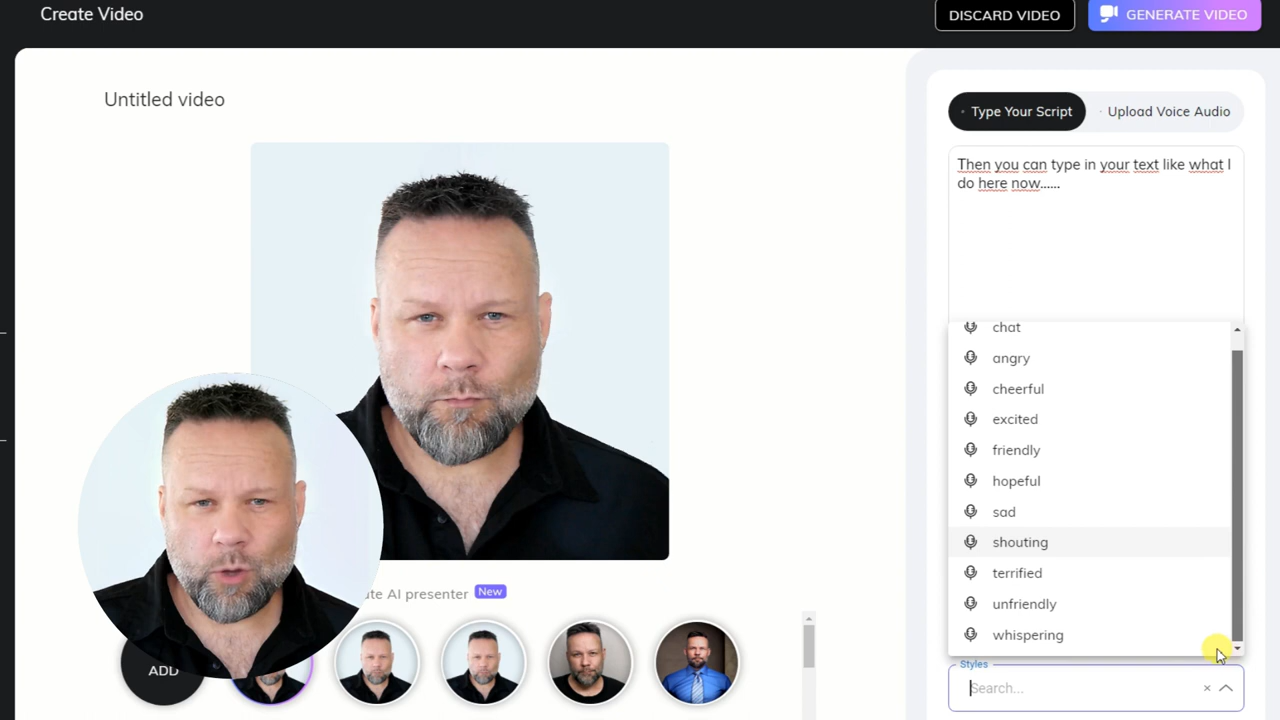 Create Video
DISCARD VIDEO
GENERATE VIDEO
Untitled video
Type Your Script
Upload Voice Audio
Then you can type in your text like what I
do here now......
chat
angry
cheerful
excited
friendly
hopeful
sad
shouting
terrified
unfriendly
whispering
Styles
Search...
AI presenter
New
ADD